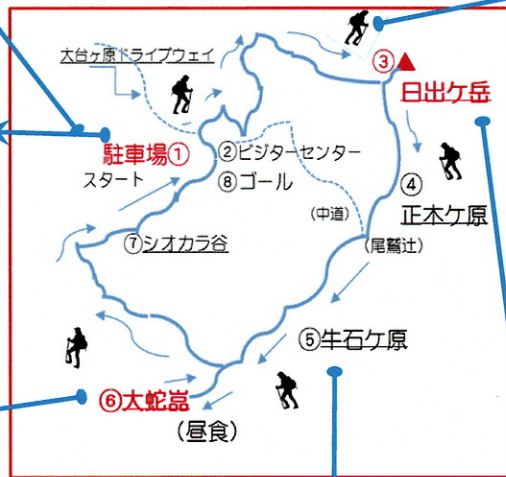 大台ヶ原ドライブウェイ
③
日出ケ岳
駐車場①
スタート
②ビジターセンター
⑧ゴール
④
正木ケ原
(中道)
(尾鷲辻)
⑦シオカラ谷
⑤牛石ケ原
⑥大蛇嵓
(昼食)